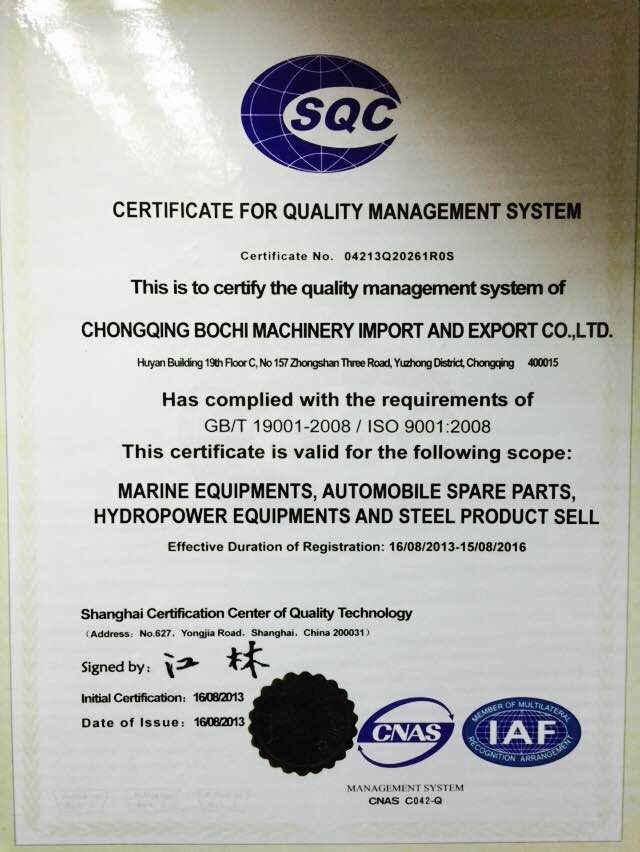 SQC
CERTIFICATE FOR QUALITY MANAGEMENT SYSTEM
Certificate No. 04213Q20261R0S
This is to certify the quality management system of
CHONGQING BOCHI MACHINERY IMPORT AND EXPORT CO.,LTD.
Huyan Building 19th Floor C, No 157 Zhongshan Three Road, Yuzhong District, Chongqing 400015
Has complied with the requirements of
GB/T 19001-2008 / ISO 9001:2008
This certificate is valid for the following scope:
MARINE EQUIPMENTS, AUTOMOBILE SPARE PARTS,
HYDROPOWER EQUIPMENTS AND STEEL PRODUCT SELL
Effective Duration of Registration: 16/08/2013-15/08/2016
Shanghai Certification Center of Quality Technology
(Address: No.627, Yongjia Road, Shanghai, China 200031)
Signed by: 江 林
Initial Certification: 16/08/2013
Date of Issue: 16/08/2013
CNAS
MANAGEMENT SYSTEM
CNAS C042-Q
MEMBER OF MULTILATERAL
IAF
RECOGNITION ARRANGEMENT